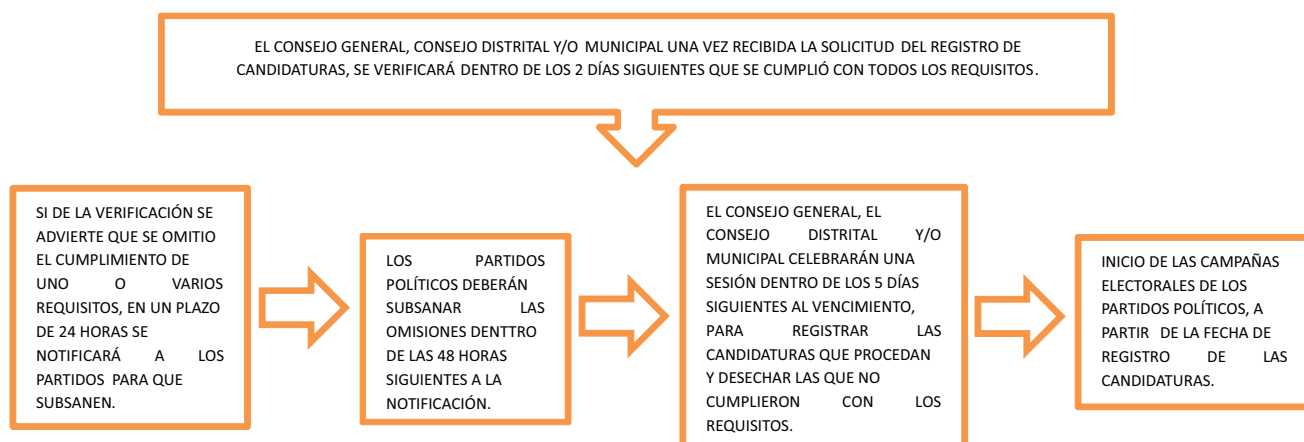 EL CONSEJO GENERAL, CONSEJO DISTRITAL Y/O MUNICIPAL UNA VEZ RECIBIDA LA SOLICITUD DEL REGISTRO DE
CANDIDATURAS, SE VERIFICARÁ DENTRO DE LOS 2 DÍAS SIGUIENTES QUE SE CUMPLIÓ CON TODOS LOS REQUISITOS.
SI DE LA VERIFICACIÓN SE
ADVIERTE QUE SE OMITIO
EL CUMPLIMIENTO DE
UNO O VARIOS
REQUISITOS, EN UN PLAZO
DE 24 HORAS SE
NOTIFICARÁ A LOS
PARTIDOS PARA QUE
SUBSANEN.
LOS PARTIDOS
POLÍTICOS DEBERÁN
SUBSANAR LAS
OMISIONES DENTTRO
DE LAS 48 HORAS
SIGUIENTES A LA
NOTIFICACIÓN.
EL CONSEJO GENERAL, EL
CONSEJO DISTRITAL Y/O
MUNICIPAL CELEBRARÁN UNA
SESIÓN DENTRO DE LOS 5 DÍAS
SIGUIENTES AL VENCIMIENTO,
PARA REGISTRAR LAS
CANDIDATURAS QUE PROCEDAN
Y DESECHAR LAS QUE NO
CUMPLIERON CON LOS
REQUISITOS.
INICIO DE LAS CAMPAÑAS
ELECTORALES DE LOS
PARTIDOS POLÍTICOS, A
PARTIR DE LA FECHA DE
REGISTRO DE LAS
CANDIDATURAS.